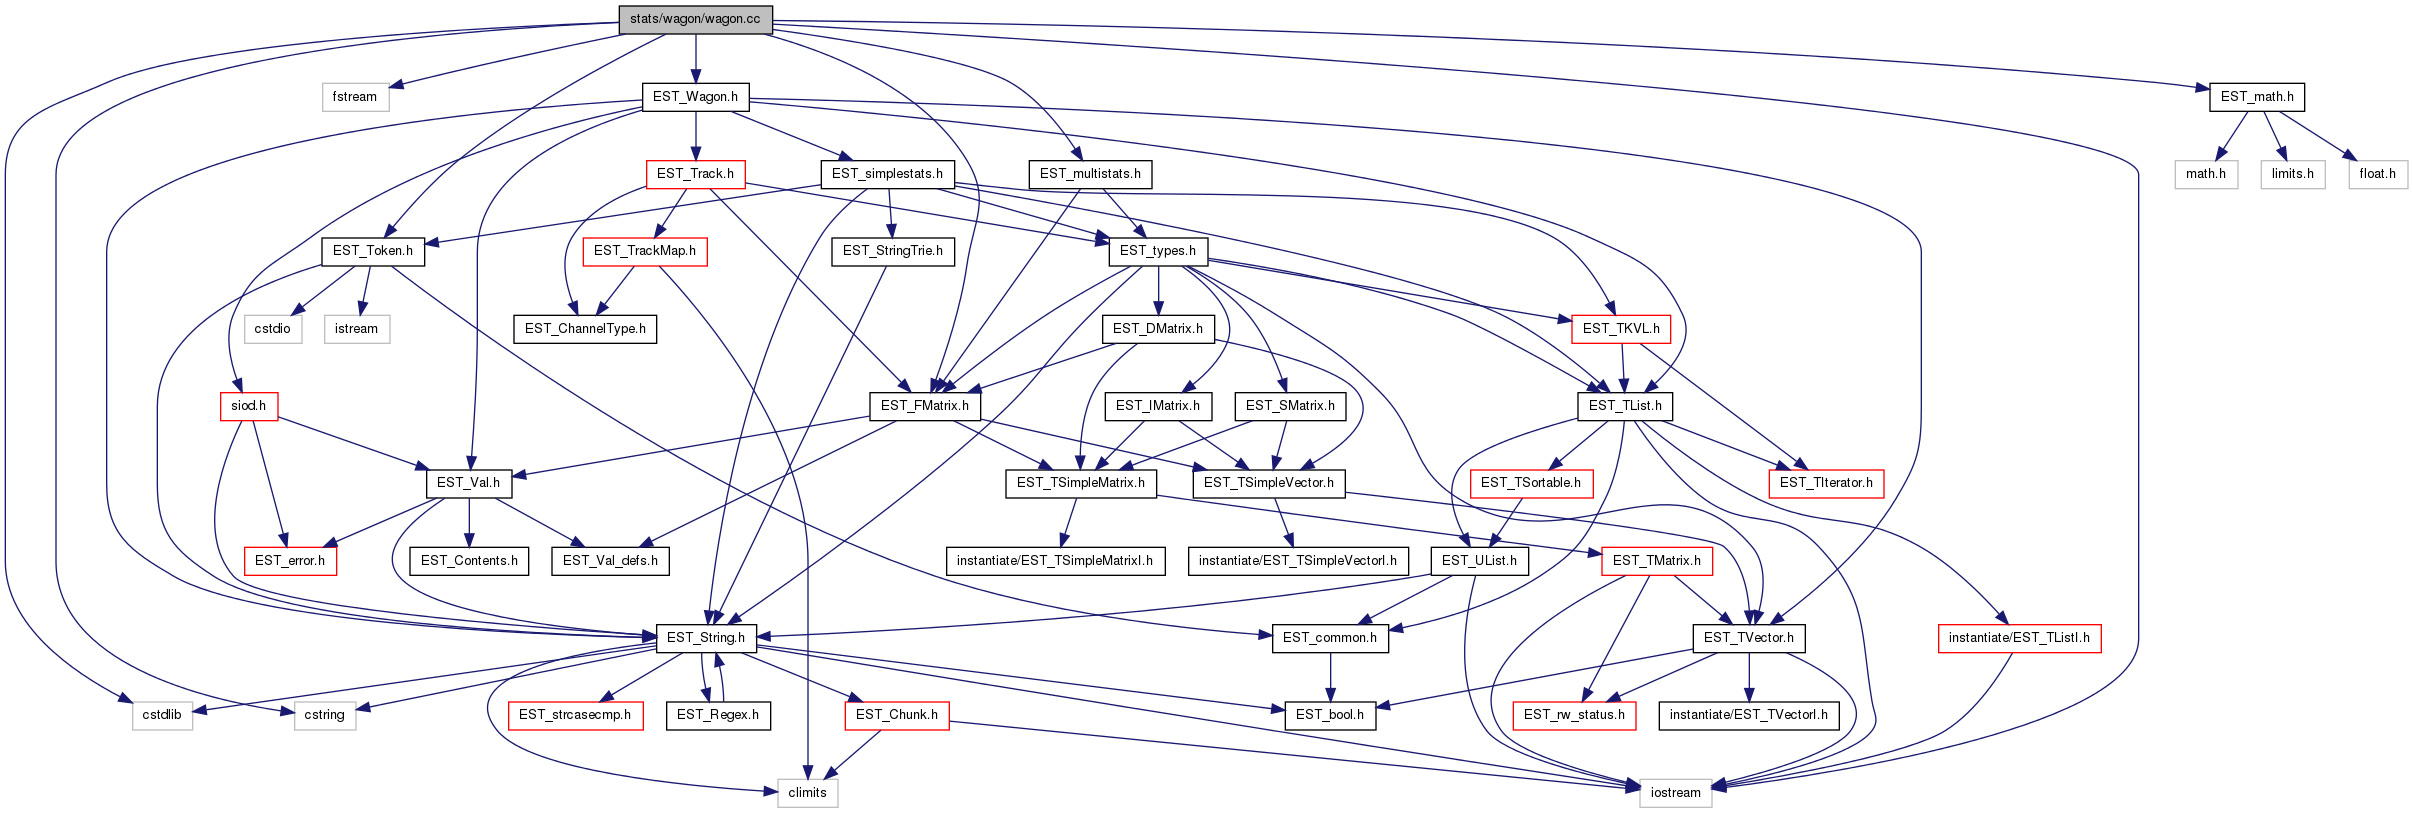 stats/wagon/wagon.cc
fstream
EST_Wagon.h
EST_math.h
EST_Track.h
EST_simplestats.h
EST_multistats.h
math.h
limits.h
float.h
EST_Token.h
EST_TrackMap.h
EST_StringTrie.h
EST_types.h
cstdio
istream
EST_ChannelType.h
EST_DMatrix.h
EST_TKVL.h
siod.h
EST_FMatrix.h
EST_IMatrix.h
EST_SMatrix.h
EST_TList.h
EST_Val.h
EST_TSimpleMatrix.h
EST_TSimpleVector.h
EST_TSortable.h
EST_TIterator.h
EST_error.h
EST_Contents.h
EST_Val_defs.h
instantiate/EST_TSimpleMatrixI.h
instantiate/EST_TSimpleVectorI.h
EST_UList.h
EST_TMatrix.h
EST_String.h
EST_common.h
EST_TVector.h
instantiate/EST_TListI.h
cstdlib
cstring
EST_strcasecmp.h
EST_Regex.h
EST_Chunk.h
EST_bool.h
EST_rw_status.h
instantiate/EST_TVectorI.h
climits
iostream